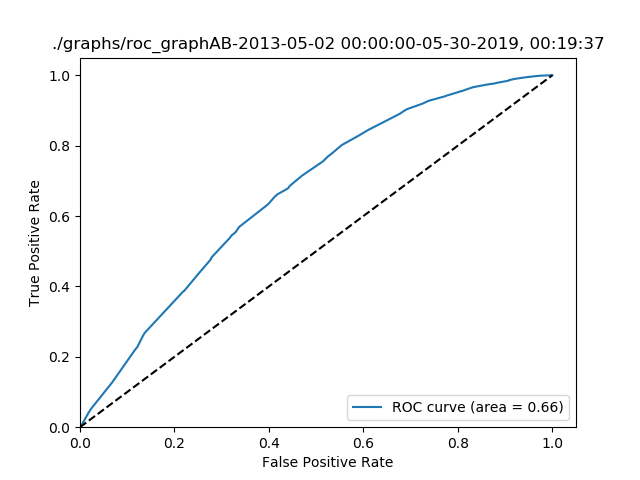 ./graphs/roc_graphAB-2013-05-02 00:00:00-05-30-2019, 00:19:37
1.0
0.8
0.6
0.4
0.2
0.0
True Positive Rate
ROC curve (area = 0.66)
0.0 0.2 0.4 0.6 0.8 1.0
False Positive Rate